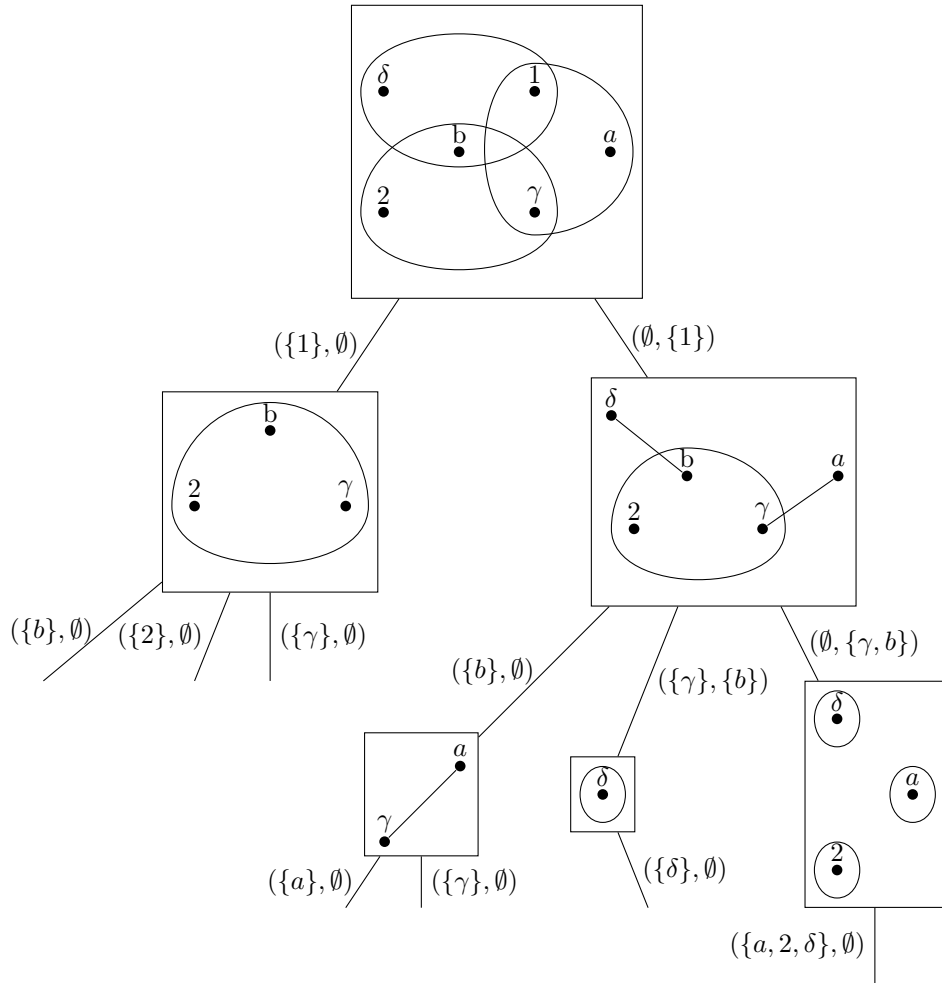 δ 1
b a
2 γ
({1}, ∅) (∅, {1})
b
2 γ
δ
b a
2 γ
({b}, ∅) ({2}, ∅) ({γ}, ∅)
({b}, ∅) ({γ}, {b}) (∅, {γ, b})
a
γ
δ
δ
a
2
({a}, ∅) ({γ}, ∅) ({δ}, ∅)
({a, 2, δ}, ∅)